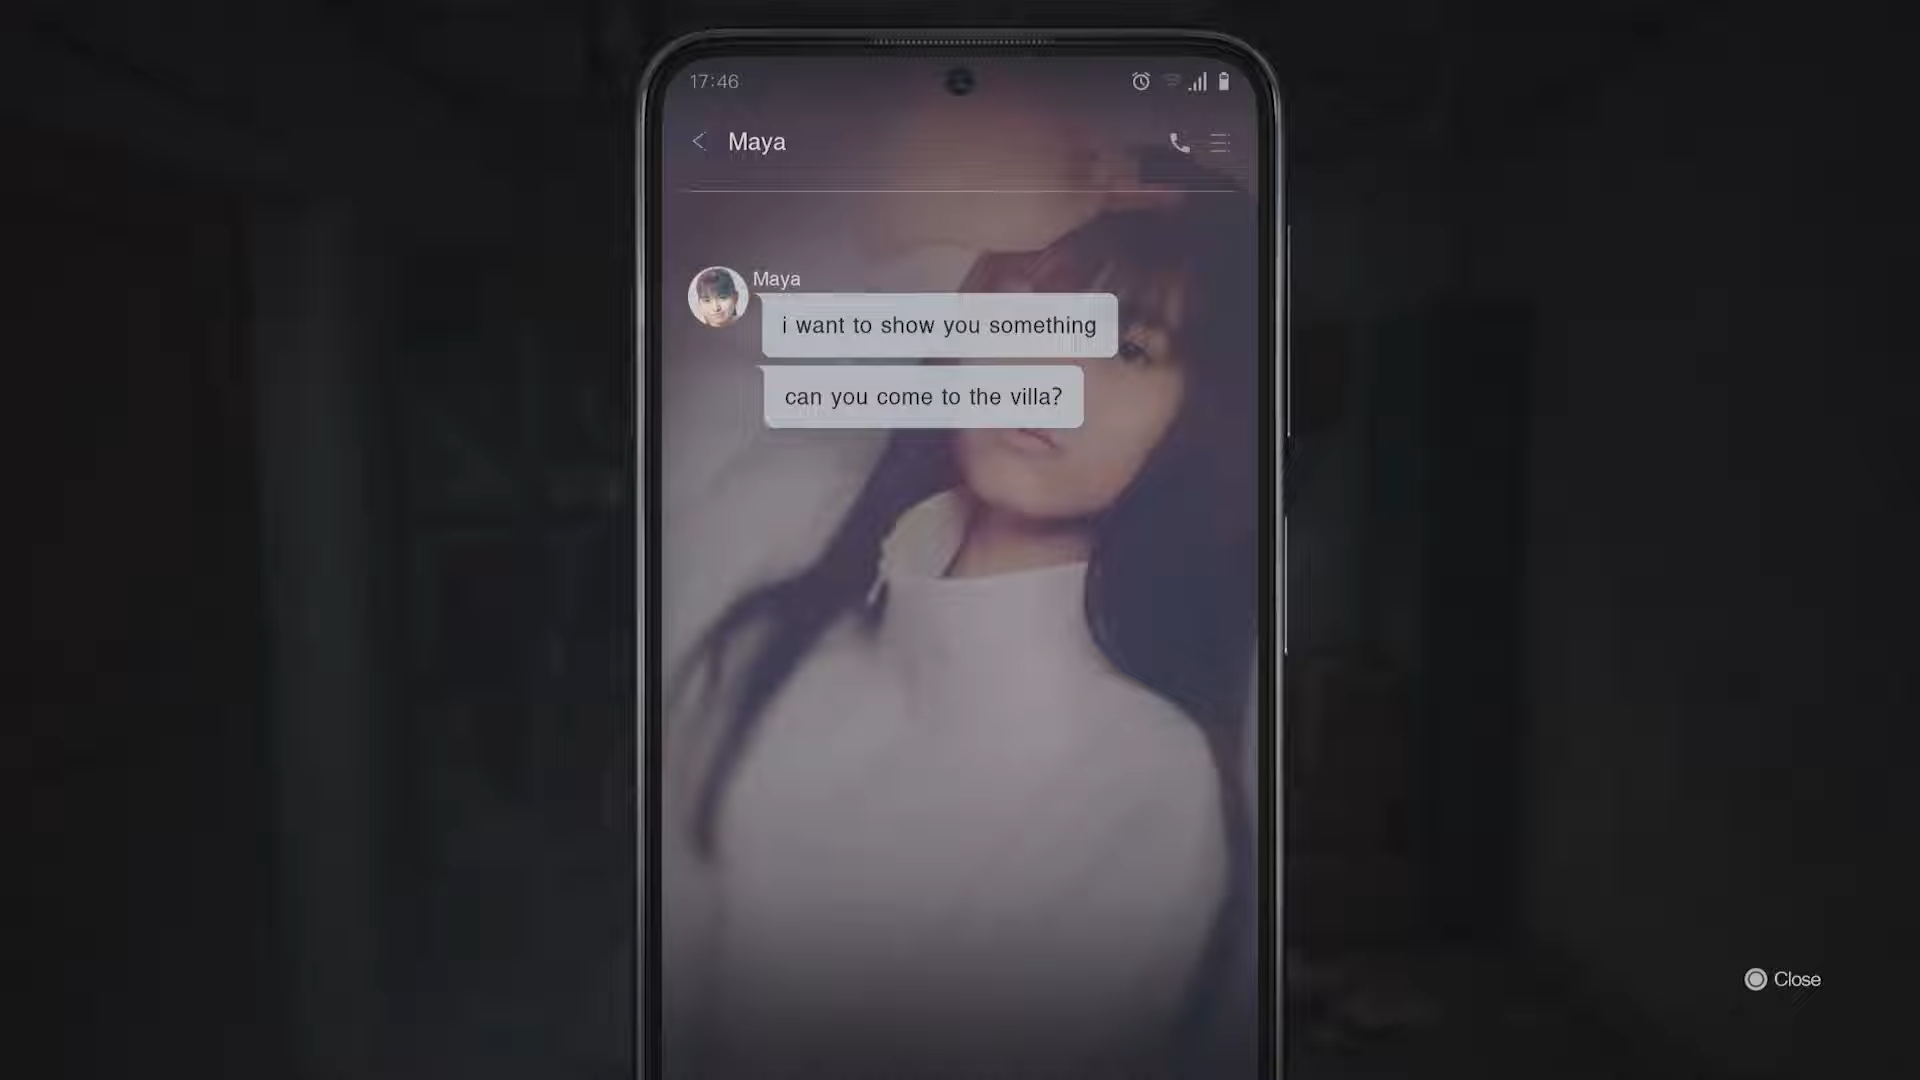 17:46
Maya
Maya
i want to show you something
can you come to the villa?
Close